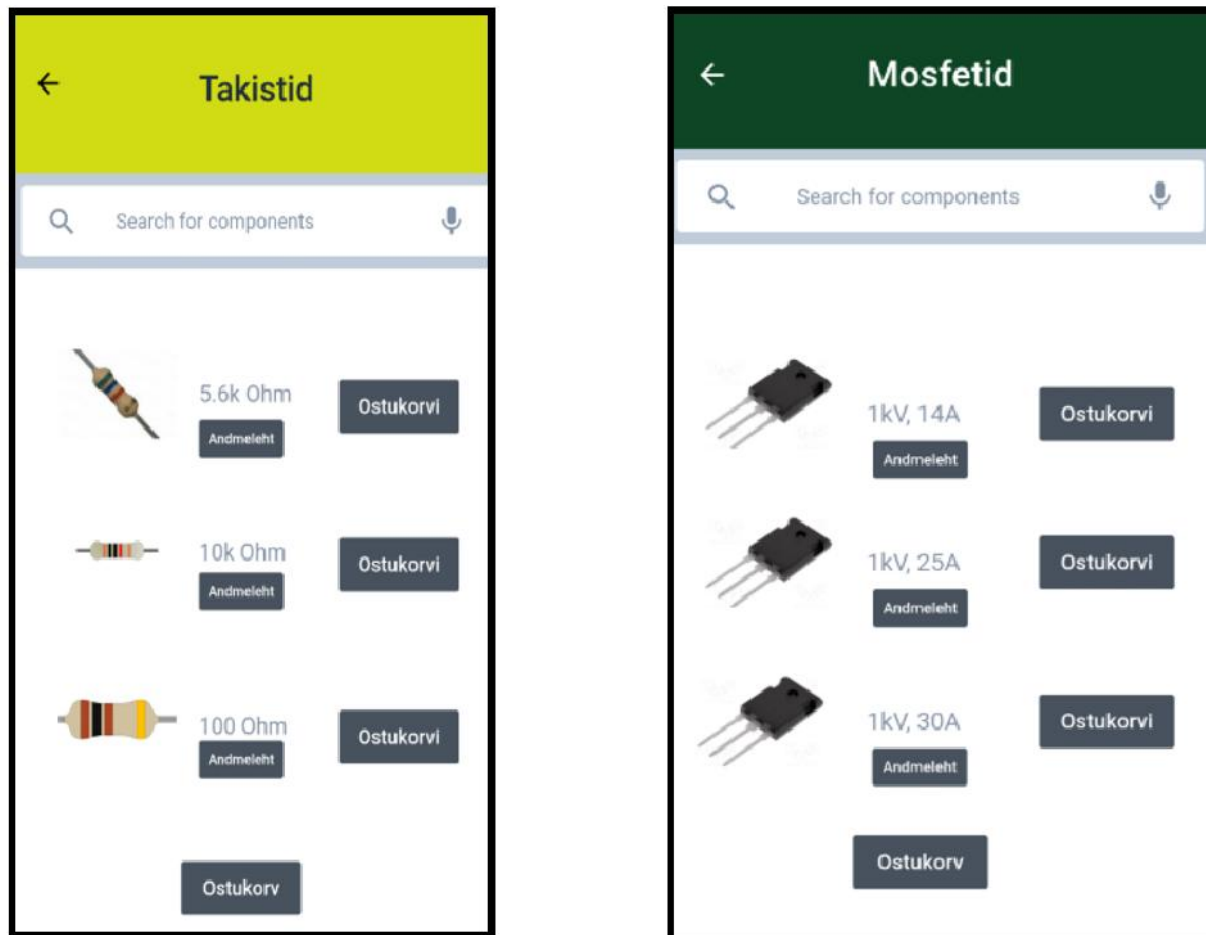 Takistid
Search for components
5.6k Ohm
Andmeleht
Ostukorvi
10k Ohm
Andmeleht
Ostukorvi
100 Ohm
Andmeleht
Ostukorvi
Ostukorv
Mosfetid
Search for components
1kV, 14A
Andmeleht
Ostukorvi
1kV, 25A
Andmeleht
Ostukorvi
1kV, 30A
Andmeleht
Ostukorvi
Ostukorv